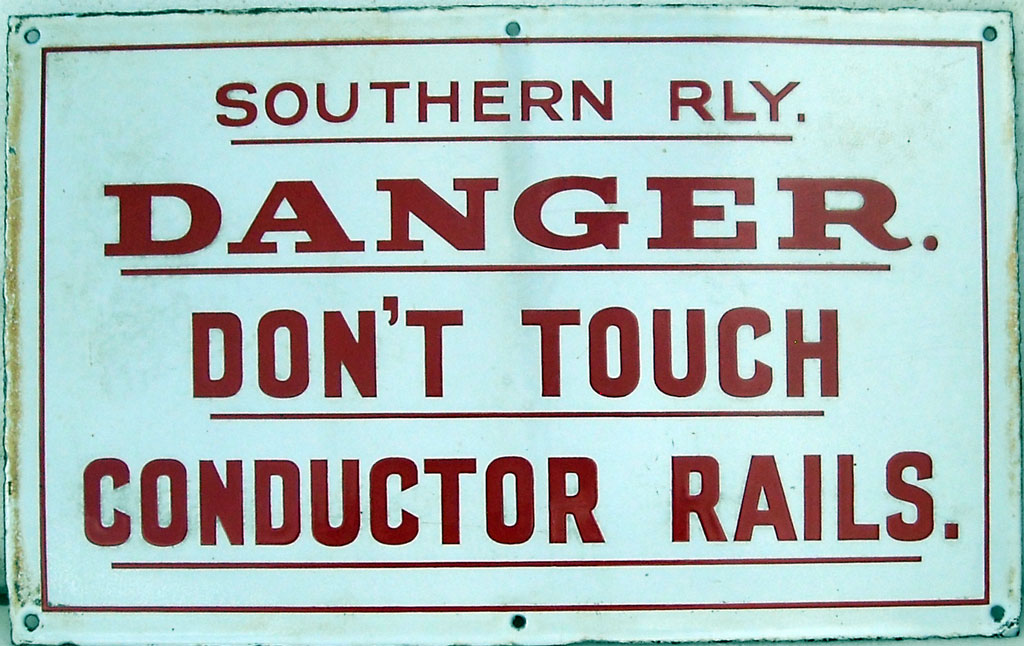 SOUTHERN RLY.
DANGER.
DON'T TOUCH
CONDUCTOR RAILS.